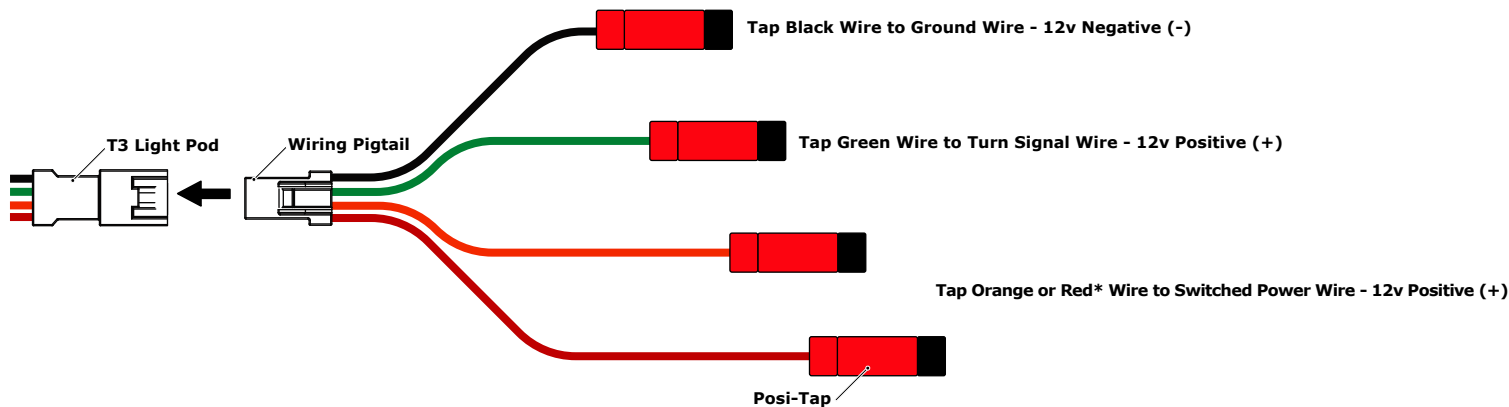 Tap Black Wire to Ground Wire - 12v Negative (-)
T3 Light Pod
Wiring Pigtail
Tap Green Wire to Turn Signal Wire - 12v Positive (+)
Tap Orange or Red* Wire to Switched Power Wire - 12v Positive (+)
Posi-Tap